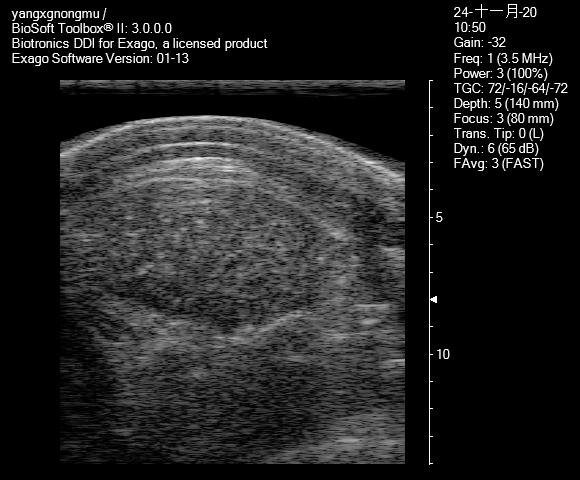 yangxgnongmu /
BioSoft Toolbox® II: 3.0.0.0
Biotronics DDI for Exago, a licensed product
Exago Software Version: 01-13
24-十一月-20
10:50
Gain: -32
Freq: 1 (3.5 MHz)
Power: 3 (100%)
TGC: 72/-16/-64/-72
Depth: 5 (140 mm)
Focus: 3 (80 mm)
Trans. Tip: 0 (L)
Dyn.: 6 (65 dB)
FAvg: 3 (FAST)
5
10